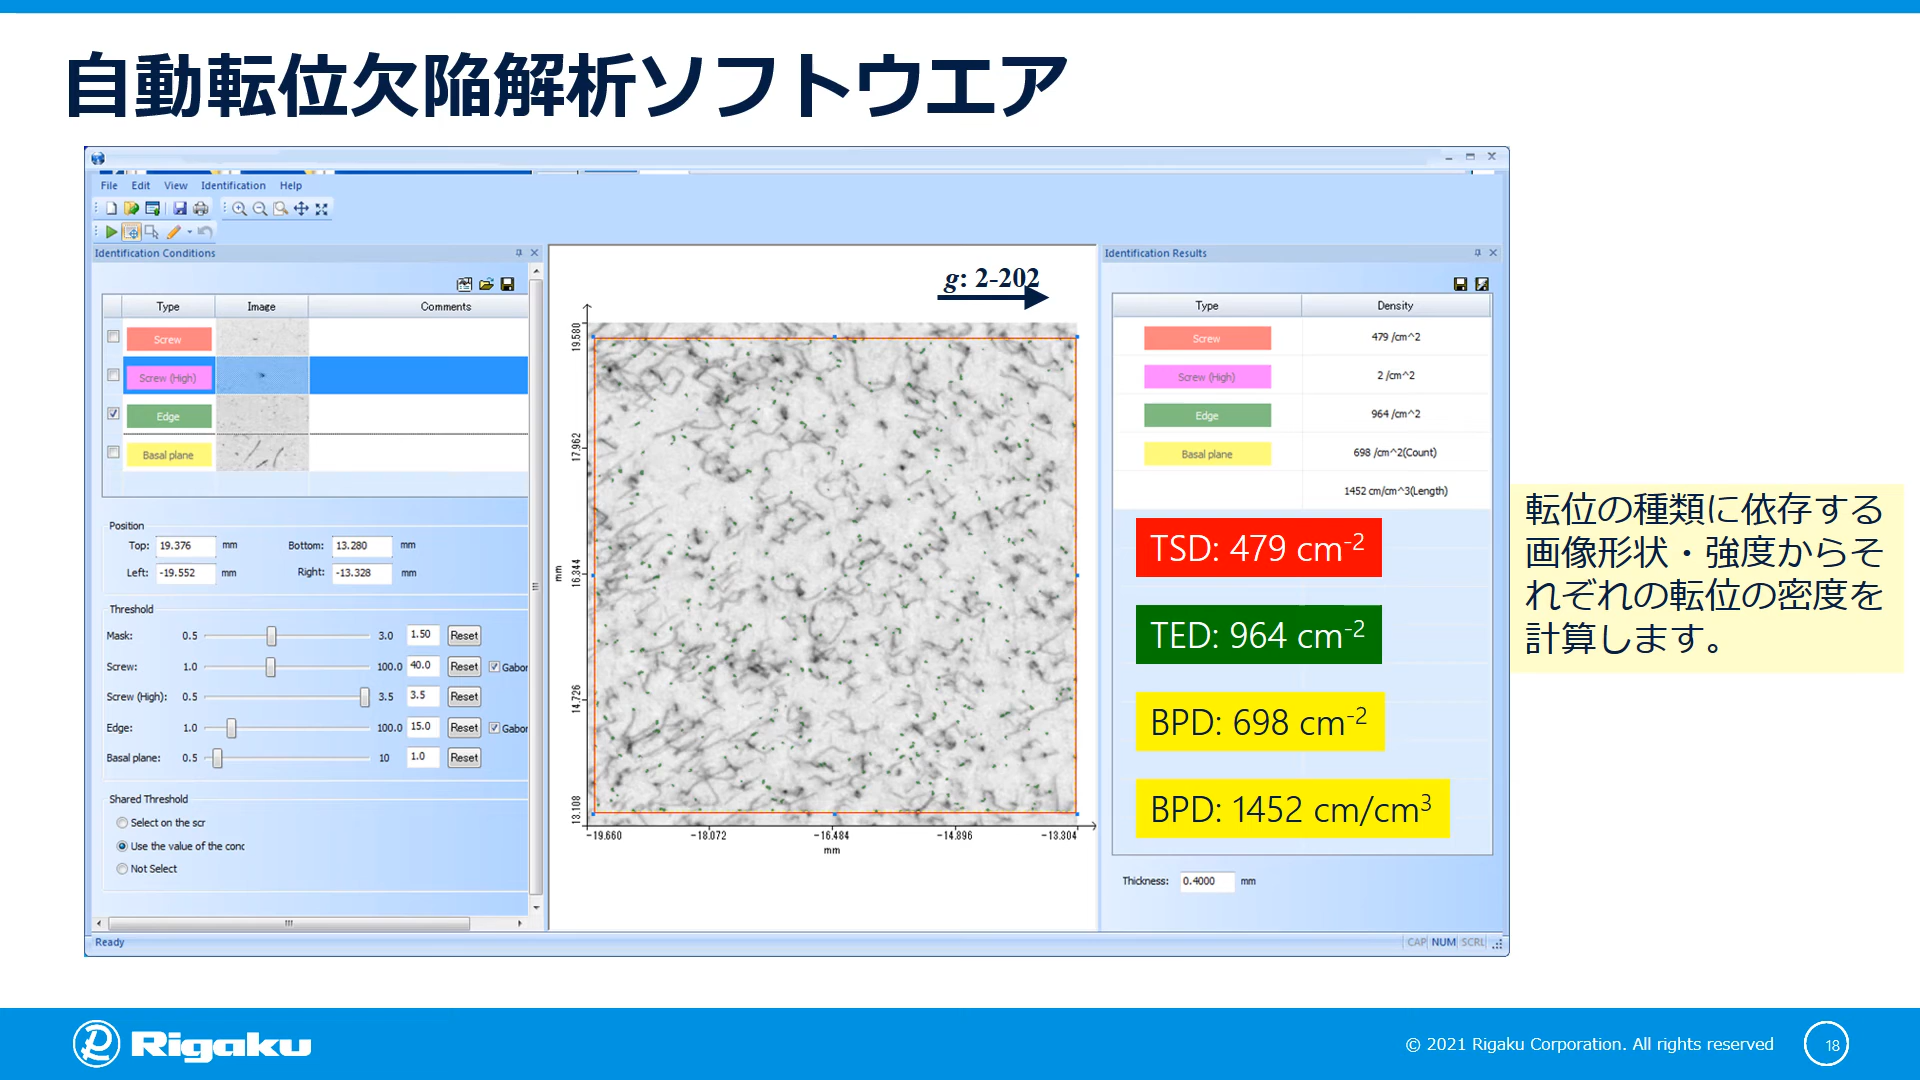 自動転位欠陥解析ソフトウエア
File Edit View Identification Help
Identification Conditions
Type Image Comments
Screw
Screw (High)
Edge
Basal plane
Position
Top: 19.376 mm Bottom: 13.280 mm
Left: -19.552 mm Right: -13.328 mm
Threshold
Mask: 0.5 3.0 1.50 Reset
Screw: 1.0 100.0 40.0 Reset Gabor
Screw (High): 0.5 3.5 3.5 Reset
Edge: 1.0 100.0 15.0 Reset Gabor
Basal plane: 0.5 10 1.0 Reset
Shared Threshold
Select on the scr
Use the value of the conc
Not Select
Ready
g: 2-202
19.580
17.962
16.344
14.726
13.108
mm
-19.660 -18.072 -16.484 -14.896 -13.304
mm
Identification Results
Type Density
Screw 479 /cm^2
Screw (High) 2 /cm^2
Edge 964 /cm^2
Basal plane 698 /cm^2(Count)
1452 cm/cm^3(Length)
TSD: 479 cm-2
TED: 964 cm-2
BPD: 698 cm-2
BPD: 1452 cm/cm3
Thickness: 0.4000 mm
CAP NUM SCRL
転位の種類に依存する
画像形状・強度からそ
れぞれの転位の密度を
計算します。
Rigaku
© 2021 Rigaku Corporation. All rights reserved
18